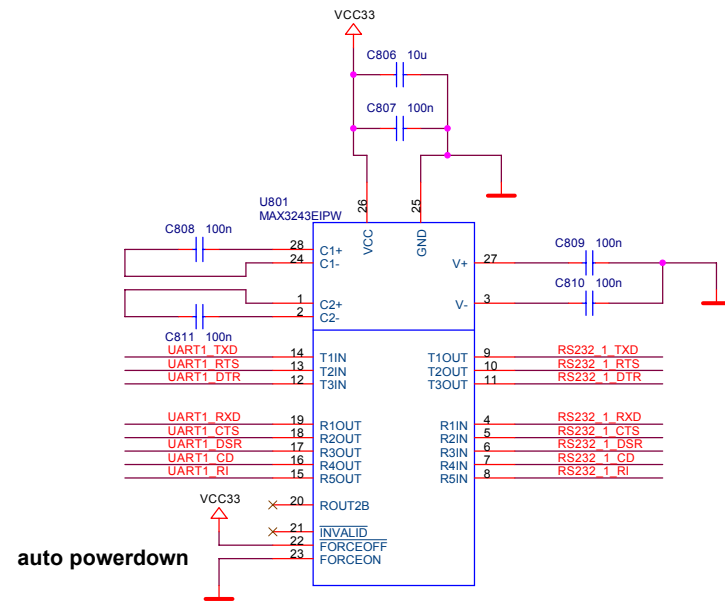 VCC33
C806 10u
C807 100n
U801
MAX3243EIPW
26
25
VCC
GND
C808 100n
28 C1+
24 C1-
1 C2+
2 C2-
C811 100n
V+ 27
V- 3
C809 100n
C810 100n
UART1_TXD 14 T1IN T1OUT 9 RS232_1_TXD
UART1_RTS 13 T2IN T2OUT 10 RS232_1_RTS
UART1_DTR 12 T3IN T3OUT 11 RS232_1_DTR
UART1_RXD 19 R1OUT R1IN 4 RS232_1_RXD
UART1_CTS 18 R2OUT R2IN 5 RS232_1_CTS
UART1_DSR 17 R3OUT R3IN 6 RS232_1_DSR
UART1_CD 16 R4OUT R4IN 7 RS232_1_CD
UART1_RI 15 R5OUT R5IN 8 RS232_1_RI
VCC33
20 ROUT2B
21 INVALID
22 FORCEOFF
23 FORCEON
auto powerdown